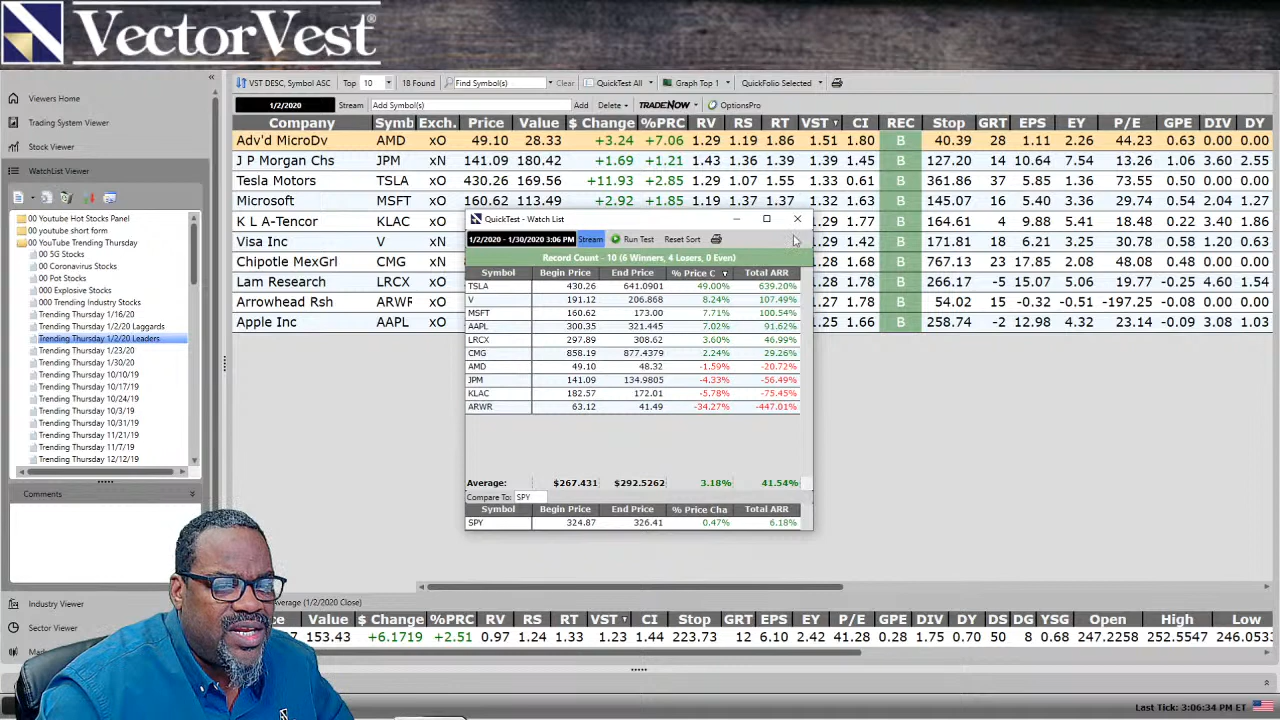 VectorVest
VST DESC, Symbol ASC Top 10 18 Found Find Symbol(s) Clear QuickTest All Graph Top 1 QuickFolio Selected
1/2/2020 Stream Add Symbol(s) Add Delete TRADENOW OptionsPro
Viewers Home
Trading System Viewer
Stock Viewer
WatchList Viewer
00 Youtube Hot Stocks Panel
00 youtube short form
00 YouTube Trending Thursday
00 5G Stocks
00 Coronavirus Stocks
00 Pot Stocks
000 Explosive Stocks
000 Trending Industry Stocks
Trending Thursday 1/16/20
Trending Thursday 1/2/20 Laggards
Trending Thursday 1/2/20 Leaders
Trending Thursday 1/23/20
Trending Thursday 1/30/20
Trending Thursday 10/10/19
Trending Thursday 10/17/19
Trending Thursday 10/24/19
Trending Thursday 10/3/19
Trending Thursday 10/31/19
Trending Thursday 11/21/19
Trending Thursday 11/7/19
Trending Thursday 12/12/19
Comments
Industry Viewer
Sector Viewer
Company Symb Exch. Price Value $ Change %PRC RV RS RT VST CI REC Stop GRT EPS EY P/E GPE DIV DY
Adv'd MicroDv AMD xO 49.10 28.33 +3.24 +7.06 1.29 1.19 1.86 1.51 1.80 B 40.39 28 1.11 2.26 44.23 0.63 0.00 0.00
J P Morgan Chs JPM xO 141.09 180.42 +1.69 +1.21 1.43 1.36 1.39 1.39 1.45 B 127.20 14 10.64 7.54 13.26 1.06 3.60 2.55
Tesla Motors TSLA xO 430.26 169.56 +11.93 +2.85 1.29 1.07 1.55 1.33 0.61 B 361.86 37 5.85 1.36 73.55 0.50 0.00 0.00
Microsoft MSFT xO 160.62 113.49 +2.92 +1.85 1.19 1.37 1.37 1.32 1.63 B 145.07 16 5.40 3.36 29.77 0.54 2.04 1.27
K L A-Tencor KLAC xO 1.78 B 164.61 4 9.88 5.41 18.48 0.22 3.40 1.86
Visa Inc V xO 1.78 B 171.81 18 6.21 3.25 30.78 0.58 1.20 0.63
Chipotle MexGrl CMG xO .29 1.48 B 767.13 23 17.85 2.08 48.08 0.48 0.00 0.00
Lam Research LRCX xO .28 1.78 B 266.17 -5 15.07 5.06 19.77 -0.25 4.60 1.54
Arrowhead Rsh ARWR xO B 54.02 15 -0.32 -0.51 -197.25 -0.08 0.00 0.00
Apple Inc AAPL xO .25 1.66 B 258.74 -2 12.98 4.32 23.14 -0.09 3.08 1.03
QuickTest - Watch List
1/2/2020 - 1/30/2020 3:06 PM Stream Run Test Reset Sort
Record Count - 10 (6 Winners, 4 Losers, 0 Even)
Symbol Begin Price End Price % Price C Total ARR
TSLA 430.26 641.0901 49.00% 639.20%
V 191.12 206.868 8.24% 107.49%
MSFT 160.62 173.00 7.71% 100.54%
AAPL 300.35 321.445 7.02% 91.62%
LRCX 297.89 308.62 3.60% 46.99%
CMG 858.19 877.4379 2.24% 29.26%
AMD 49.10 48.32 -1.59% -20.72%
JPM 141.09 134.9805 -4.33% -56.49%
KLAC 182.57 172.01 -5.78% -75.45%
ARWR 63.12 41.49 -34.27% -447.01%
Average: $267.431 $292.5262 3.18% 41.54%
Compare To: SPY
Symbol Begin Price End Price % Price Cha Total ARR
SPY 324.87 326.41 0.47% 6.18%
Average (1/2/2020 Close)
Value $ Change %PRC RV RS RT VST CI Stop GRT EPS EY P/E GPE DIV DY DS DG YSG Open High Low
153.43 +6.1719 +2.51 0.97 1.24 1.33 1.23 1.44 223.73 12 6.10 2.42 41.28 0.28 1.75 0.70 50 8 0.68 247.2258 252.5547 246.053
Last Tick: 3:06:34 PM ET